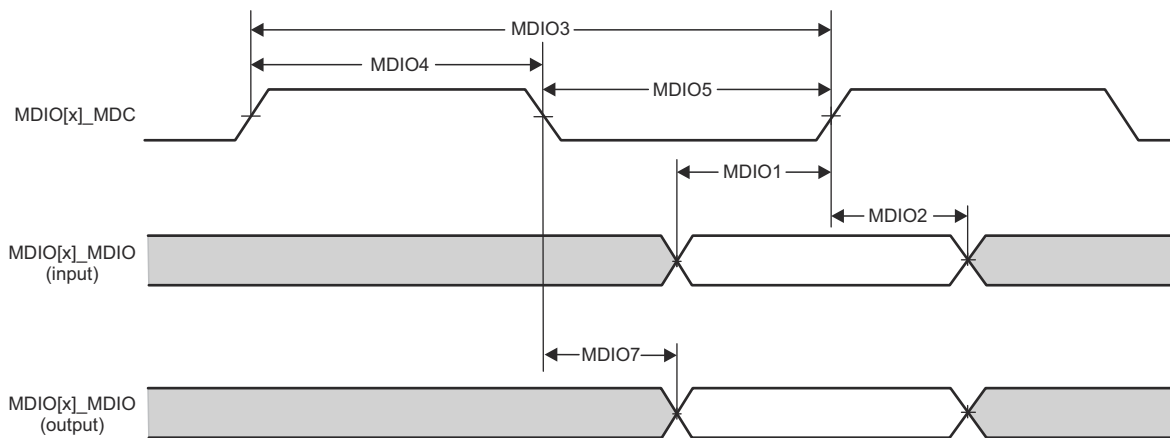 MDIO3
MDIO4
MDIO5
MDIO[x]_MDC
MDIO1
MDIO2
MDIO[x]_MDIO
(input)
MDIO7
MDIO[x]_MDIO
(output)